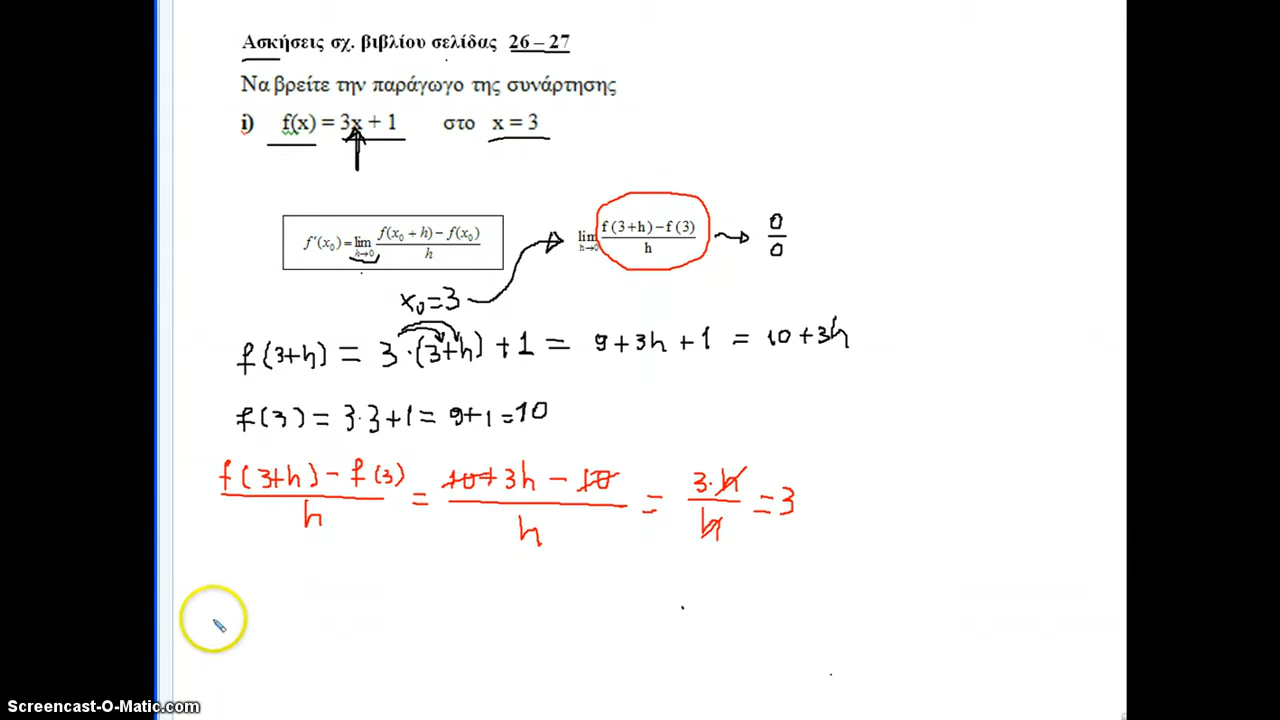 Ασκήσεις σχ. βιβλίου σελίδας 26 – 27
Να βρείτε την παράγωγο της συνάρτησης
i) f(x) = 3x + 1 στο x = 3
f′(x₀) = lim h→0 f(x₀ + h) − f(x₀) / h
lim h→0 f(3+h) − f(3) / h 0/0
x₀=3
f(3+h) = 3·(3+h)+1 = 9+3h+1 = 10+3h
f(3) = 3·3+1 = 9+1=10
f(3+h) − f(3) / h = 10+3h − 10 / h = 3·h / h = 3
Screencast-O-Matic.com